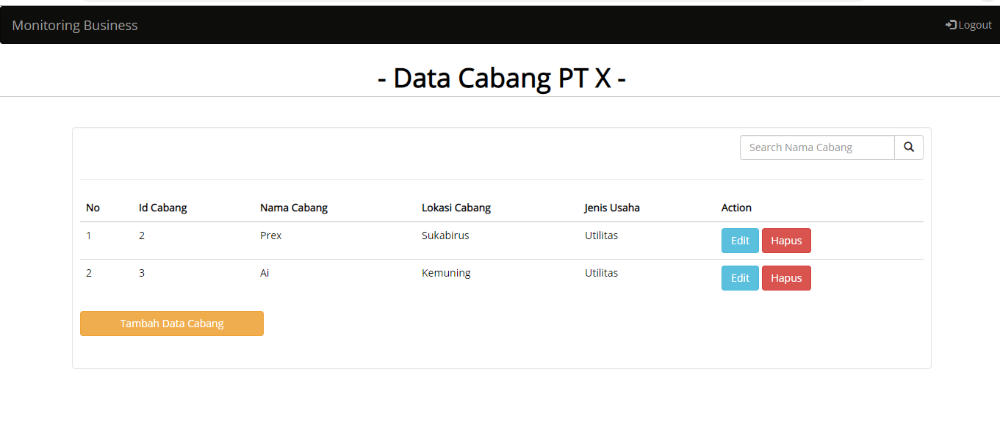 Monitoring Business Logout
- Data Cabang PT X -
Search Nama Cabang
No Id Cabang Nama Cabang Lokasi Cabang Jenis Usaha Action
1 2 Prex Sukabirus Utilitas Edit Hapus
2 3 Ai Kemuning Utilitas Edit Hapus
Tambah Data Cabang